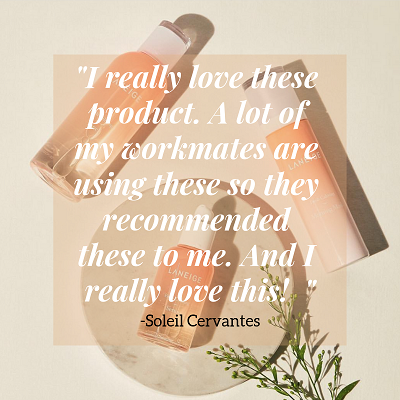 "I really love these
product. A lot of
my workmates are
using these so they
recommended
these to me. And I
really love this! "
-Soleil Cervantes
LANEIGE
LANEIGE